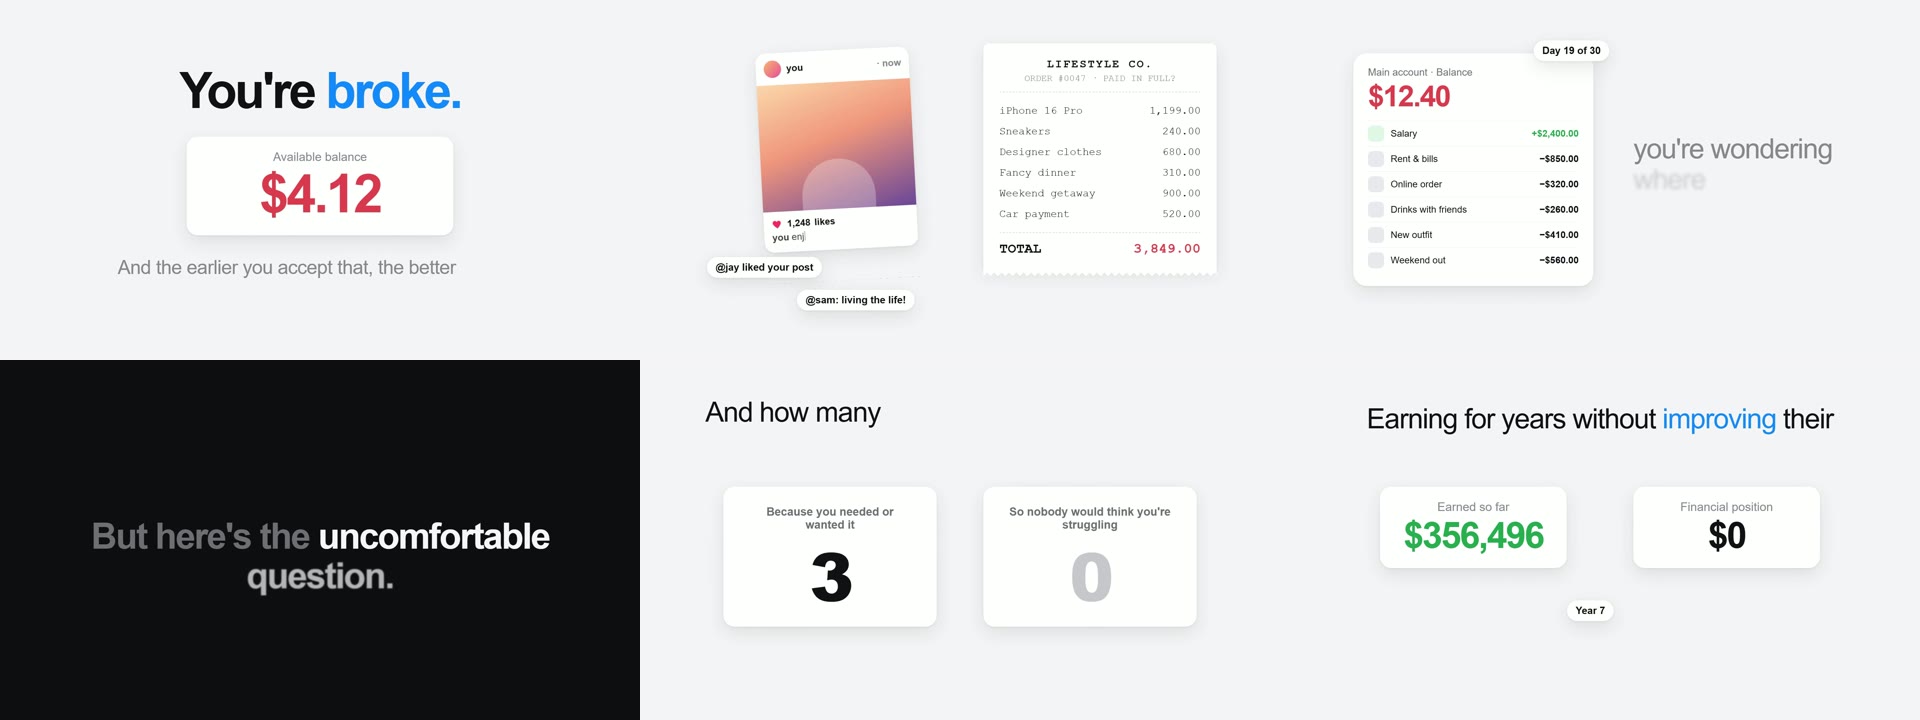 You're broke.
Available balance
$4.12
And the earlier you accept that, the better
you
· now
1,248 likes
you enj
@jay liked your post
@sam: living the life!
LIFESTYLE CO.
ORDER #0047 · PAID IN FULL?
iPhone 16 Pro 1,199.00
Sneakers 240.00
Designer clothes 680.00
Fancy dinner 310.00
Weekend getaway 900.00
Car payment 520.00
TOTAL 3,849.00
Day 19 of 30
Main account · Balance
$12.40
Salary +$2,400.00
Rent & bills −$850.00
Online order −$320.00
Drinks with friends −$260.00
New outfit −$410.00
Weekend out −$560.00
you're wondering
where
But here's the uncomfortable
question.
And how many
Because you needed or
wanted it
3
So nobody would think you're
struggling
0
Earning for years without improving their
Earned so far
$356,496
Financial position
$0
Year 7